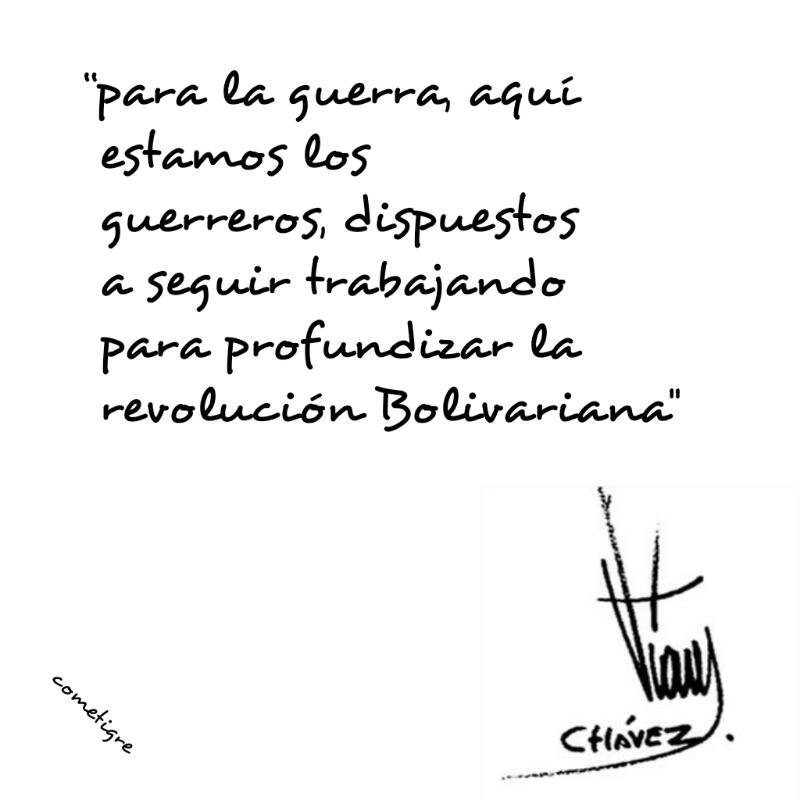 "para la guerra, aquí
estamos los
guerreros, dispuestos
a seguir trabajando
para profundizar la
revolución Bolivariana"
CHÁVEZ.
cometigre